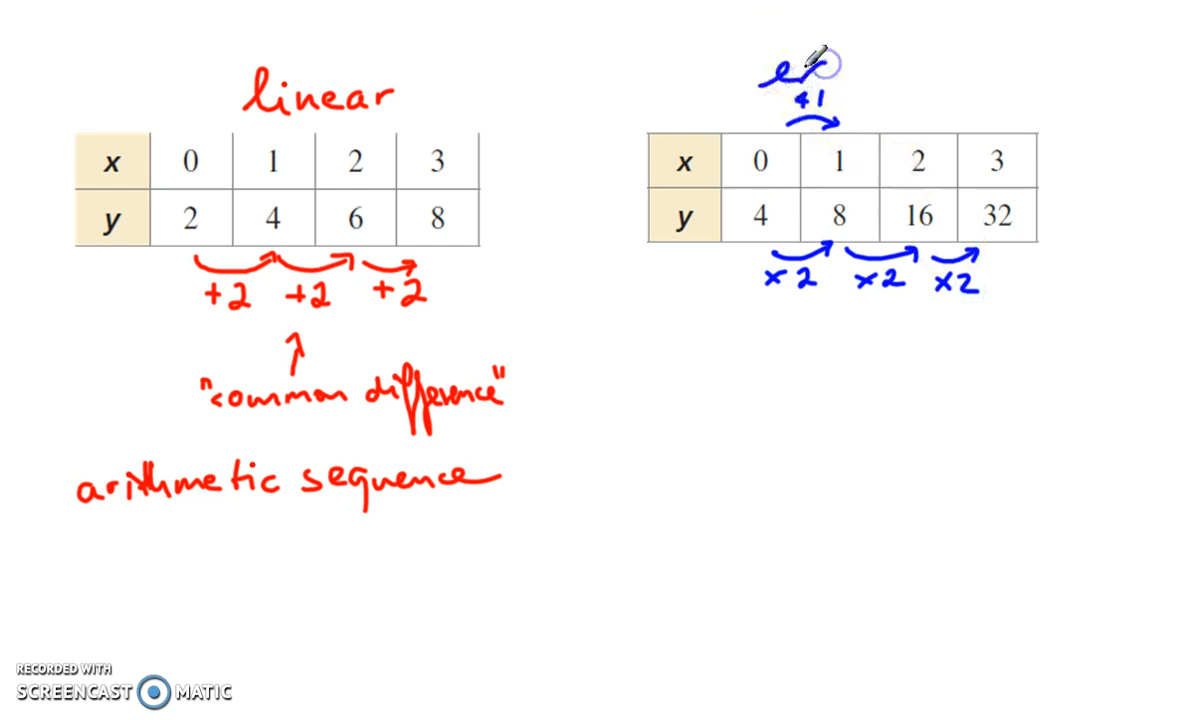 linear
x 0 1 2 3
y 2 4 6 8
+2 +2 +2
"common difference"
arithmetic sequence
+1
x 0 1 2 3
y 4 8 16 32
×2 ×2 ×2
RECORDED WITH
SCREENCAST MATIC